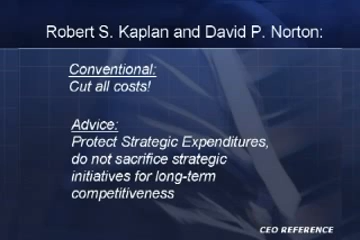 Robert S. Kaplan and David P. Norton:
Conventional:
Cut all costs!
Advice:
Protect Strategic Expenditures,
do not sacrifice strategic
initiatives for long-term
competitiveness
CEO REFERENCE